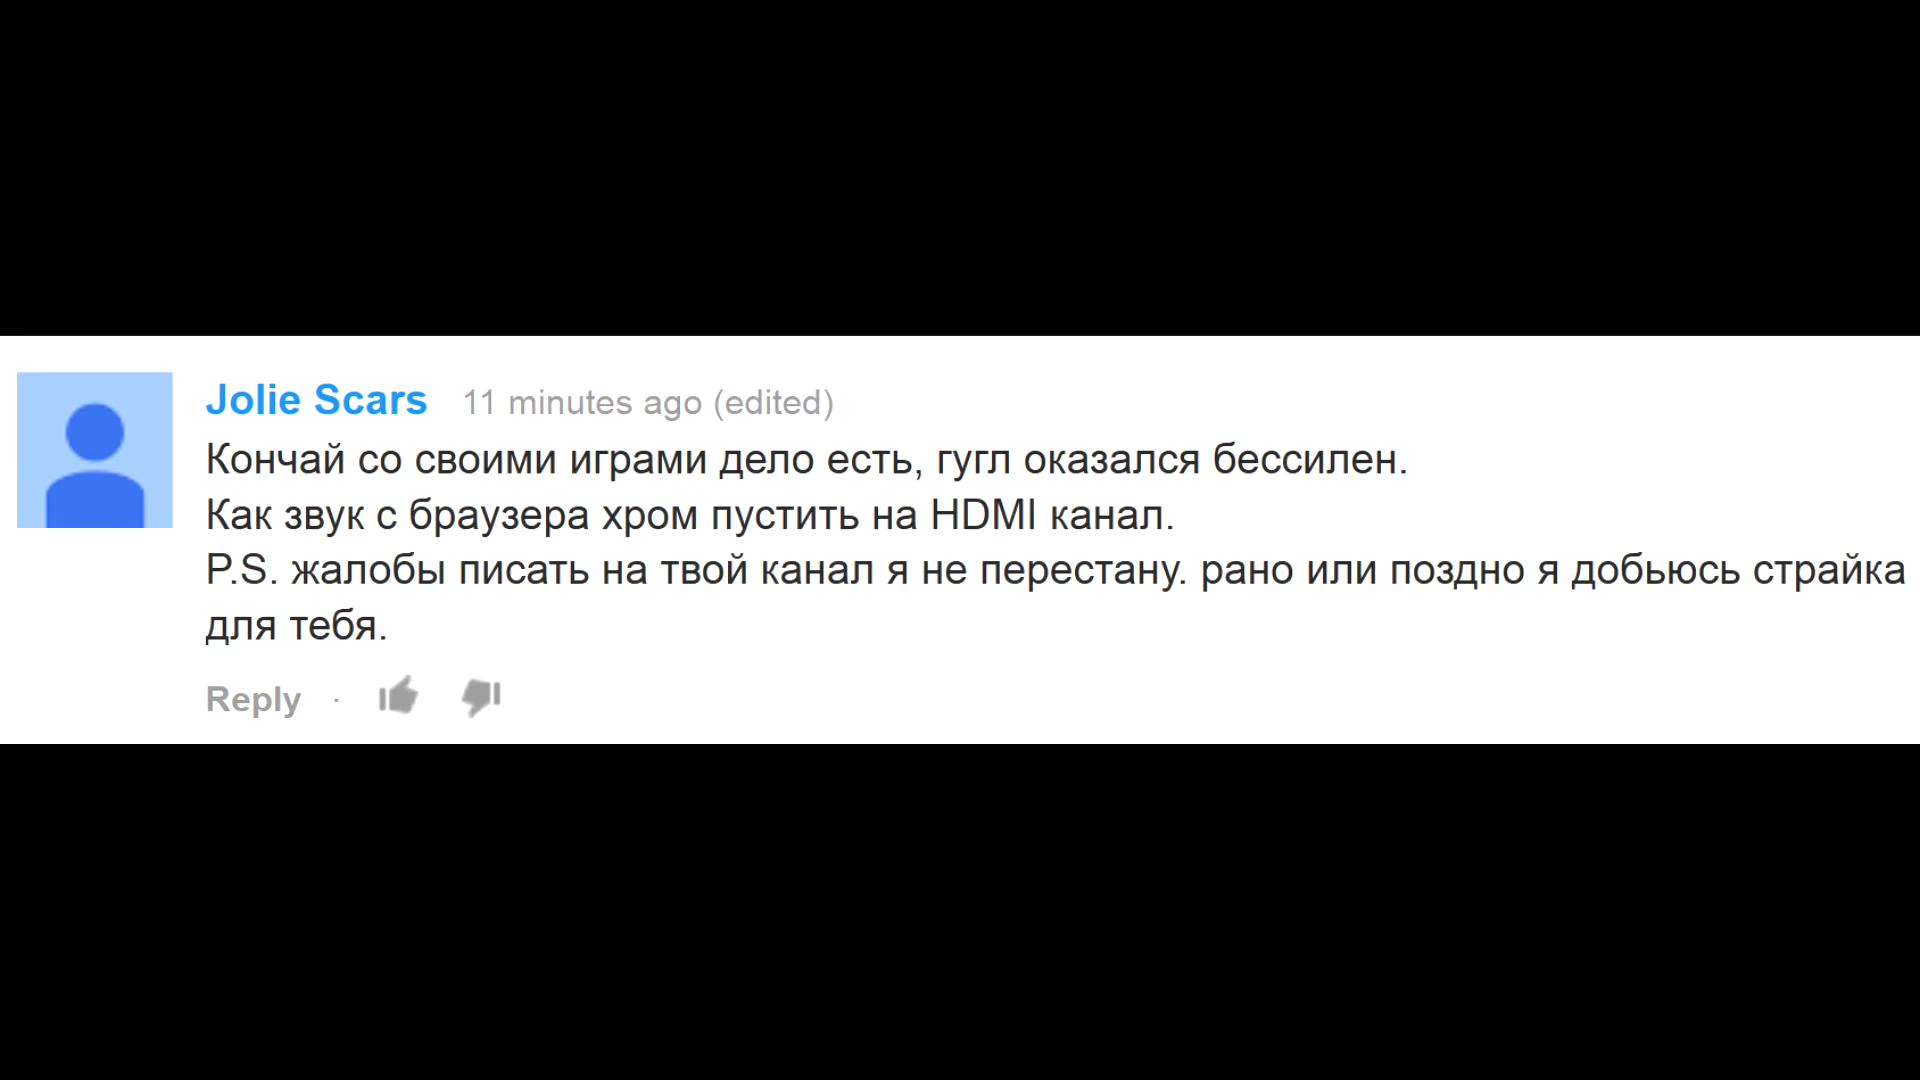 Jolie Scars 11 minutes ago (edited)
Кончай со своими играми дело есть, гугл оказался бессилен.
Как звук с браузера хром пустить на HDMI канал.
P.S. жалобы писать на твой канал я не перестану. рано или поздно я добьюсь страйка
для тебя.
Reply ·